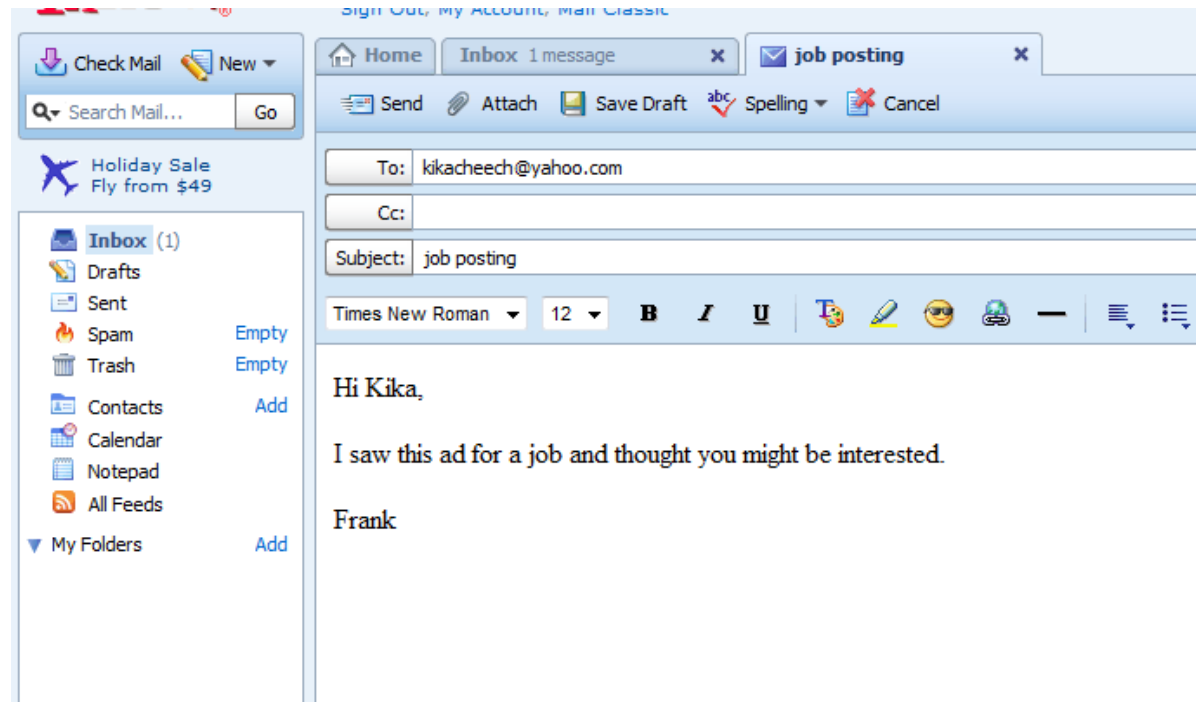 Sign Out, My Account, Mail Classic
Check Mail New
Home Inbox 1 message job posting
Search Mail... Go
Send Attach Save Draft abc Spelling Cancel
Holiday Sale
Fly from $49
To: kikacheech@yahoo.com
Cc:
Subject: job posting
Inbox (1)
Drafts
Sent
Spam Empty
Trash Empty
Contacts Add
Calendar
Notepad
All Feeds
My Folders Add
Times New Roman 12 B I U T
Hi Kika,
I saw this ad for a job and thought you might be interested.
Frank